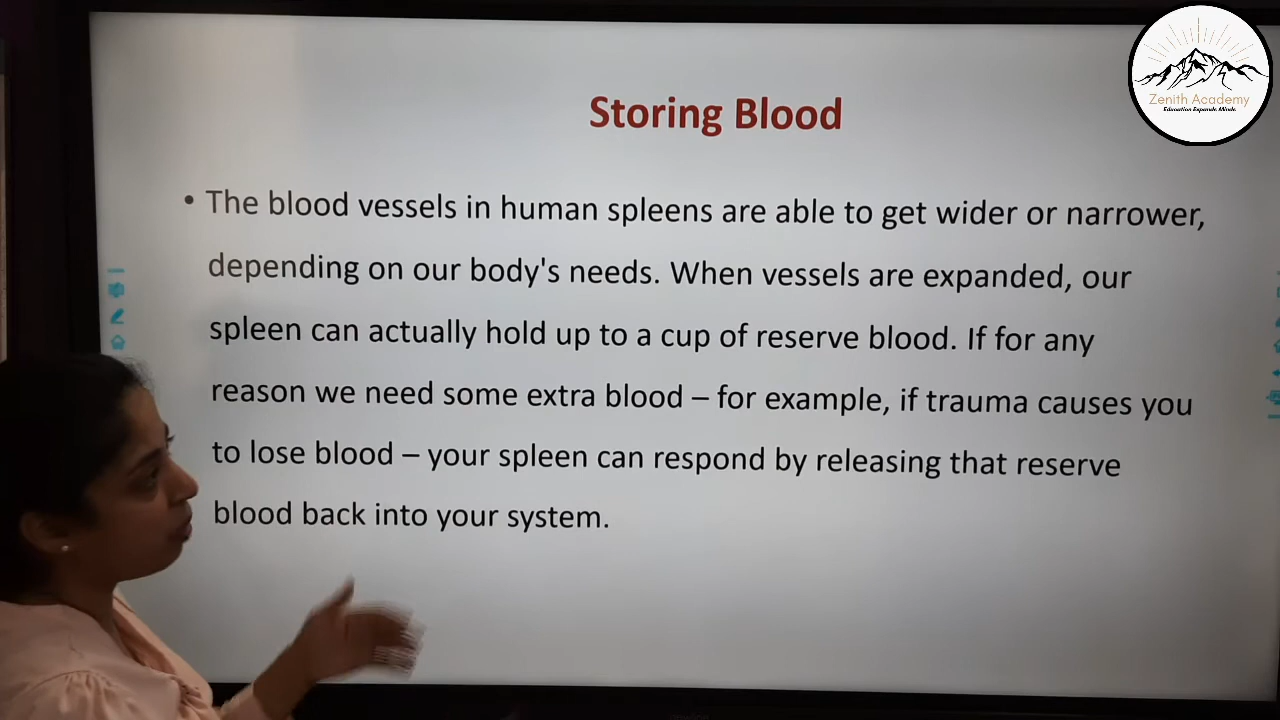 Zenith Academy
Education Expands Minds
Storing Blood
• The blood vessels in human spleens are able to get wider or narrower,
depending on our body's needs. When vessels are expanded, our
spleen can actually hold up to a cup of reserve blood. If for any
reason we need some extra blood – for example, if trauma causes you
to lose blood – your spleen can respond by releasing that reserve
blood back into your system.